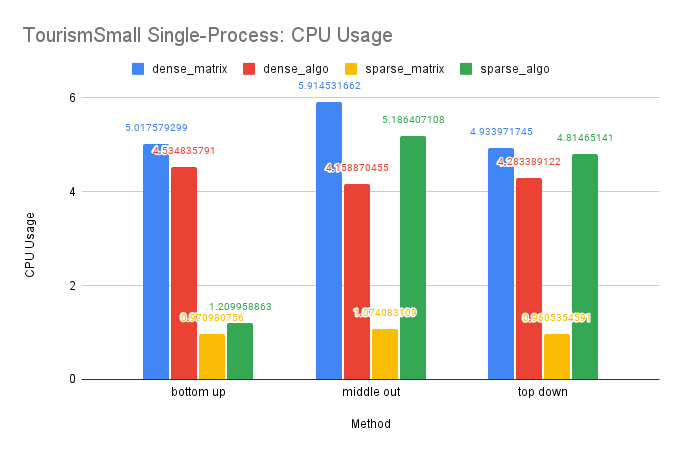 TourismSmall Single-Process: CPU Usage
dense_matrix dense_algo sparse_matrix sparse_algo
CPU Usage
6
4
2
0
5.017579299
4.534835791
0.970980756
1.209958863
5.914531662
4.158870455
1.074083109
5.186407108
4.933971745
4.283389122
0.9605354591
4.81465141
bottom up
middle out
top down
Method